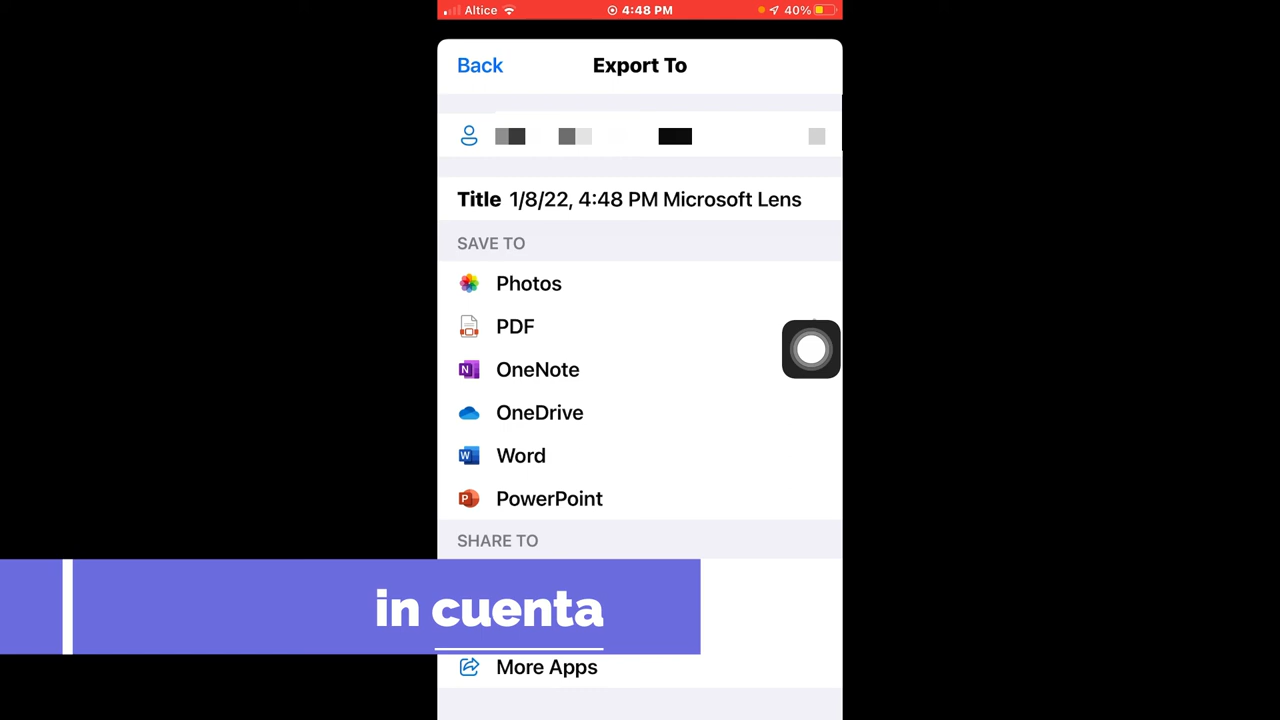 Altice 4:48 PM 40%
Back Export To
Title 1/8/22, 4:48 PM Microsoft Lens
SAVE TO
Photos
PDF
OneNote
OneDrive
Word
PowerPoint
SHARE TO
in cuenta
More Apps